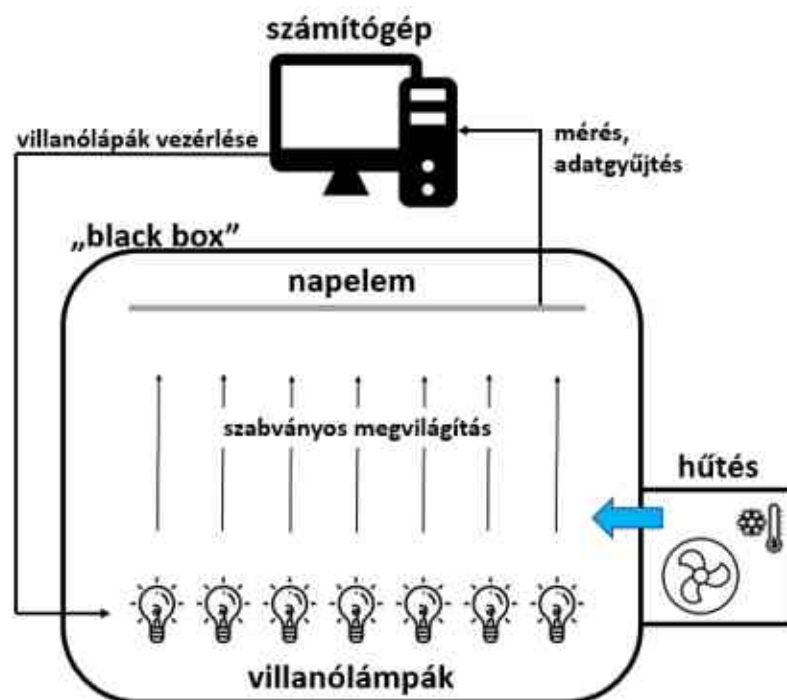 számítógép
villanólápák vezérlése
mérés,
adatgyűjtés
„black box”
napelem
szabványos megvilágítás
hűtés
villanólámpák